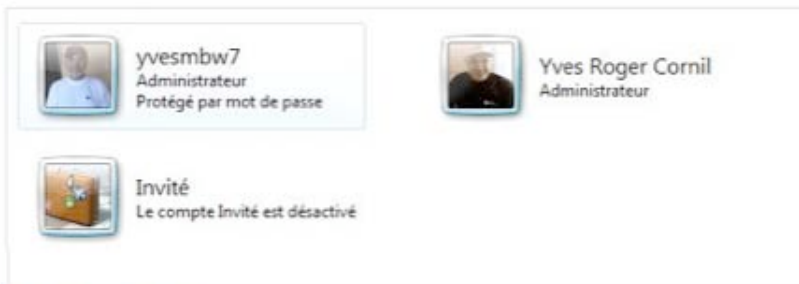 yvesmbw7
Administrateur
Protégé par mot de passe
Yves Roger Cornil
Administrateur
Invité
Le compte Invité est désactivé